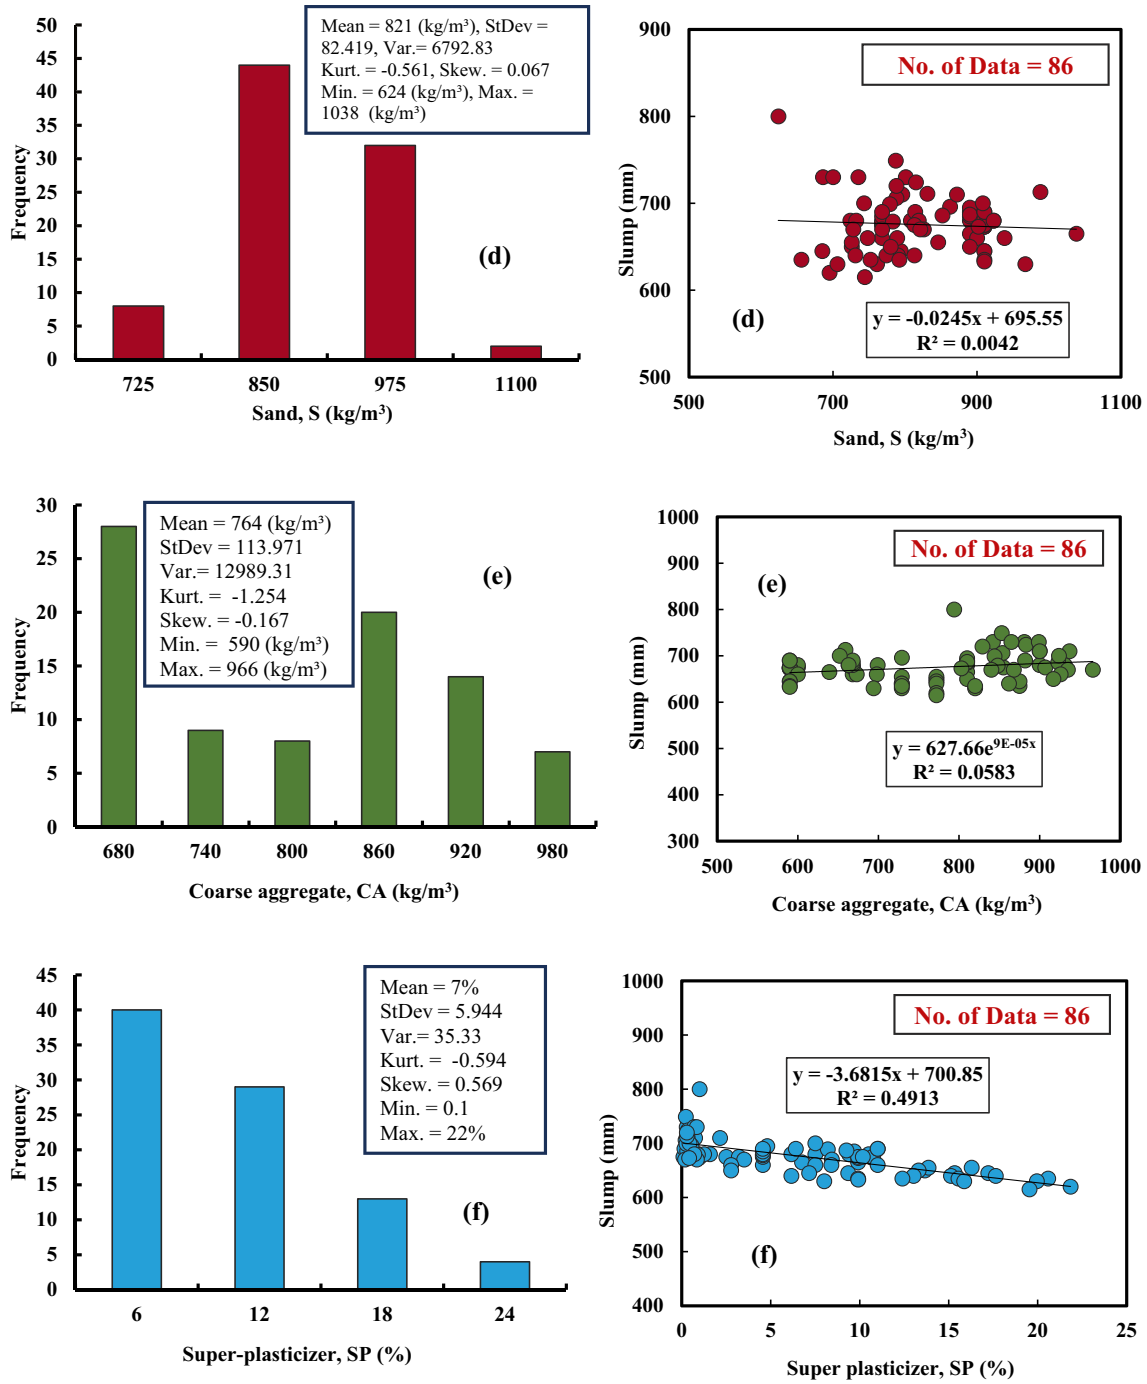 50
45
40
35
30
25
20
15
10
5
0
Frequency
Mean = 821 (kg/m³), StDev =
82.419, Var.= 6792.83
Kurt. = -0.561, Skew. = 0.067
Min. = 624 (kg/m³), Max. =
1038 (kg/m³)
(d)
725 850 975 1100
Sand, S (kg/m³)
900
800
700
600
500
Slump (mm)
No. of Data = 86
(d)
y = -0.0245x + 695.55
R² = 0.0042
500 700 900 1100
Sand, S (kg/m³)
30
25
20
15
10
5
0
Frequency
Mean = 764 (kg/m³)
StDev = 113.971
Var.= 12989.31
Kurt. = -1.254
Skew. = -0.167
Min. = 590 (kg/m³)
Max. = 966 (kg/m³)
(e)
680 740 800 860 920 980
Coarse aggregate, CA (kg/m³)
1000
900
800
700
600
500
400
300
Slump (mm)
No. of Data = 86
(e)
y = 627.66e⁹ᴱ⁻⁰⁵ˣ
R² = 0.0583
500 600 700 800 900 1000
Coarse aggregate, CA (kg/m³)
45
40
35
30
25
20
15
10
5
0
Frequency
Mean = 7%
StDev = 5.944
Var.= 35.33
Kurt. = -0.594
Skew. = 0.569
Min. = 0.1
Max. = 22%
(f)
6 12 18 24
Super-plasticizer, SP (%)
1000
900
800
700
600
500
400
Slump (mm)
No. of Data = 86
y = -3.6815x + 700.85
R² = 0.4913
(f)
0 5 10 15 20 25
Super plasticizer, SP (%)